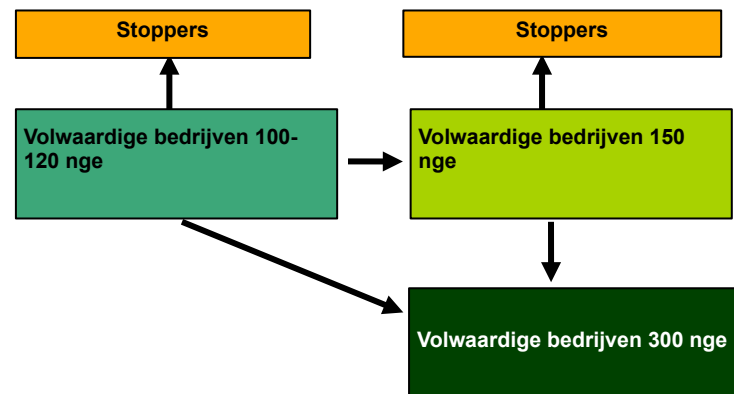 Stoppers
Stoppers
Volwaardige bedrijven 100-
120 nge
Volwaardige bedrijven 150
nge
Volwaardige bedrijven 300 nge